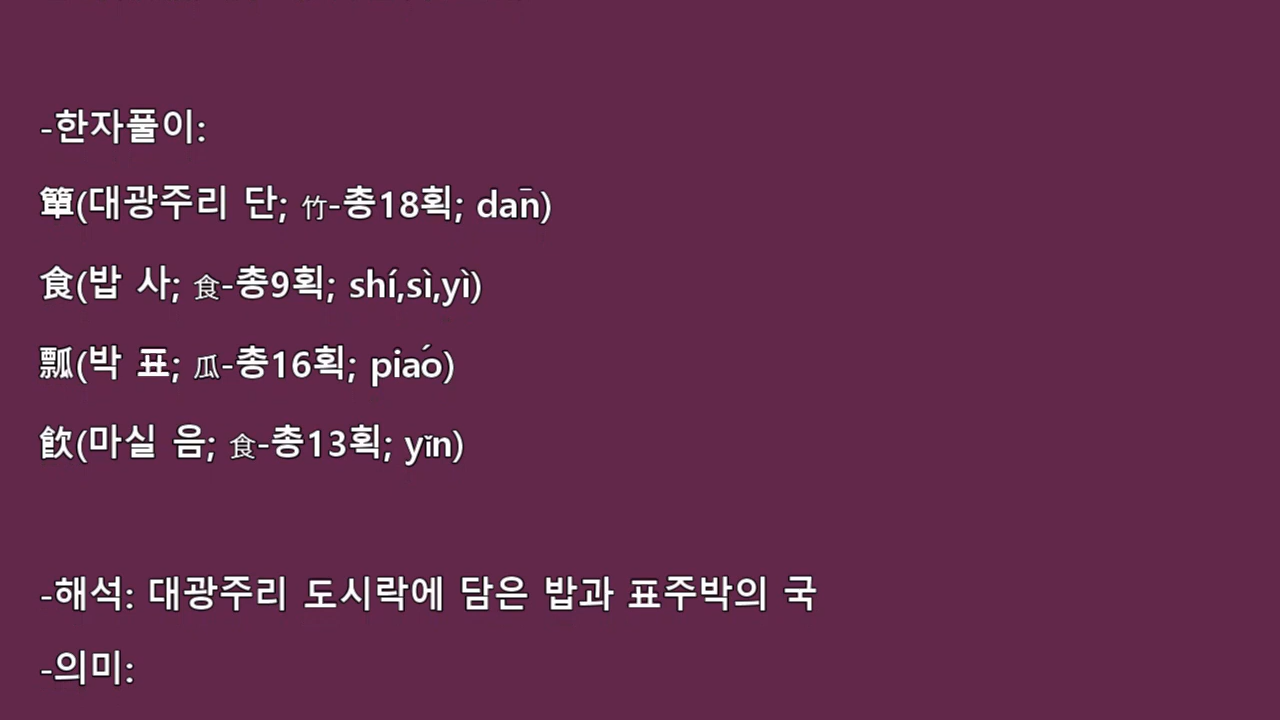 -한자풀이:
簞(대광주리 단; 竹-총18획; dan̄)
食(밥 사; 食-총9획; shí,sì,yì)
瓢(박 표; 瓜-총16획; piaó)
飮(마실 음; 食-총13획; yǐn)
-해석: 대광주리 도시락에 담은 밥과 표주박의 국
-의미: